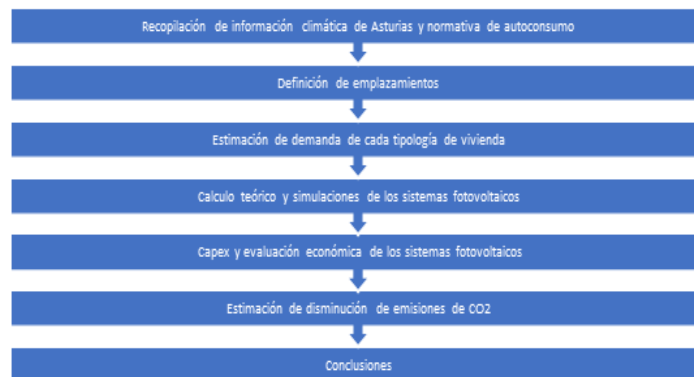 Recopilación de información climática de Asturias y normativa de autoconsumo
Definición de emplazamientos
Estimación de demanda de cada tipología de vivienda
Calculo teórico y simulaciones de los sistemas fotovoltaicos
Capex y evaluación económica de los sistemas fotovoltaicos
Estimación de disminución de emisiones de CO2
Conclusiones